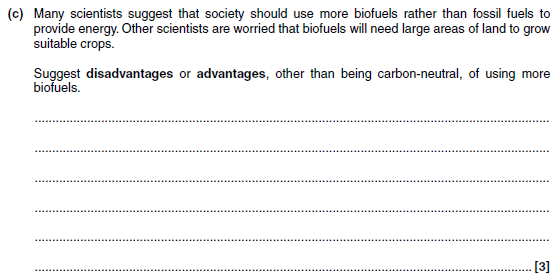 (c) Many scientists suggest that society should use more biofuels rather than fossil fuels to
provide energy. Other scientists are worried that biofuels will need large areas of land to grow
suitable crops.
Suggest disadvantages or advantages, other than being carbon-neutral, of using more
biofuels.
[3]